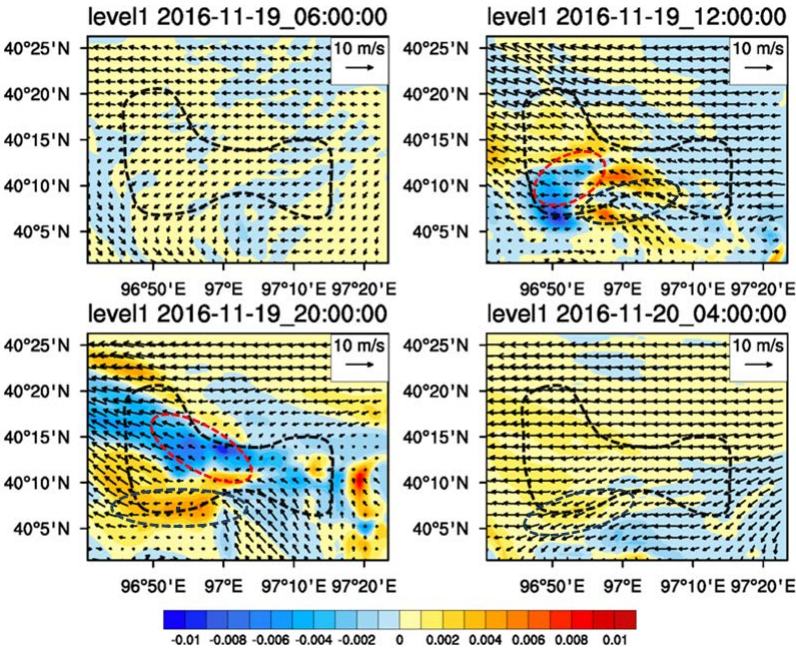 level1 2016-11-19_06:00:00
10 m/s
40°25'N
40°20'N
40°15'N
40°10'N
40°5'N
96°50'E 97°E 97°10'E 97°20'E
level1 2016-11-19_12:00:00
10 m/s
40°25'N
40°20'N
40°15'N
40°10'N
40°5'N
96°50'E 97°E 97°10'E 97°20'E
level1 2016-11-19_20:00:00
10 m/s
40°25'N
40°20'N
40°15'N
40°10'N
40°5'N
96°50'E 97°E 97°10'E 97°20'E
level1 2016-11-20_04:00:00
10 m/s
40°25'N
40°20'N
40°15'N
40°10'N
40°5'N
96°50'E 97°E 97°10'E 97°20'E
-0.01 -0.008 -0.006 -0.004 -0.002 0 0.002 0.004 0.006 0.008 0.01